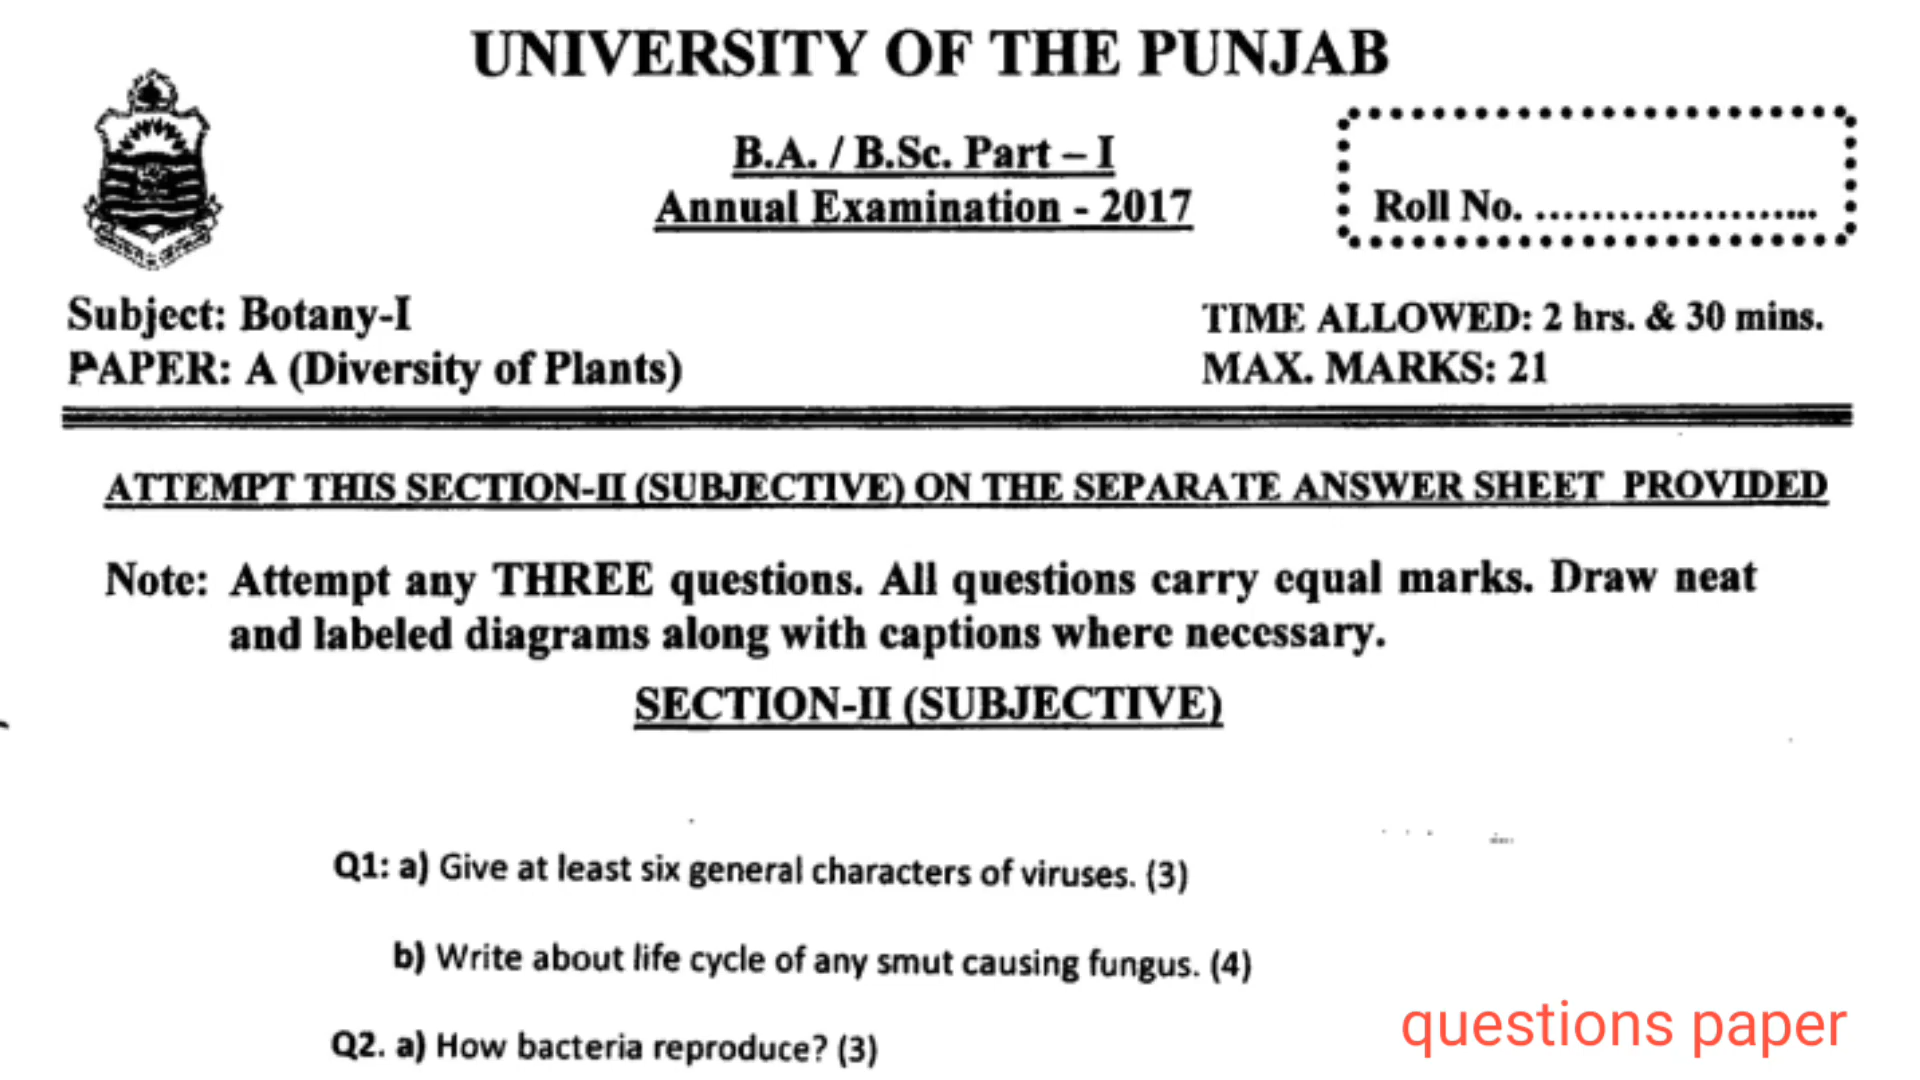 UNIVERSITY OF THE PUNJAB
B.A. / B.Sc. Part – I
Annual Examination - 2017
Roll No. ......................
Subject: Botany-I
TIME ALLOWED: 2 hrs. & 30 mins.
PAPER: A (Diversity of Plants)
MAX. MARKS: 21
ATTEMPT THIS SECTION-II (SUBJECTIVE) ON THE SEPARATE ANSWER SHEET PROVIDED
Note: Attempt any THREE questions. All questions carry equal marks. Draw neat
and labeled diagrams along with captions where necessary.
SECTION-II (SUBJECTIVE)
Q1: a) Give at least six general characters of viruses. (3)
b) Write about life cycle of any smut causing fungus. (4)
Q2. a) How bacteria reproduce? (3)
questions paper